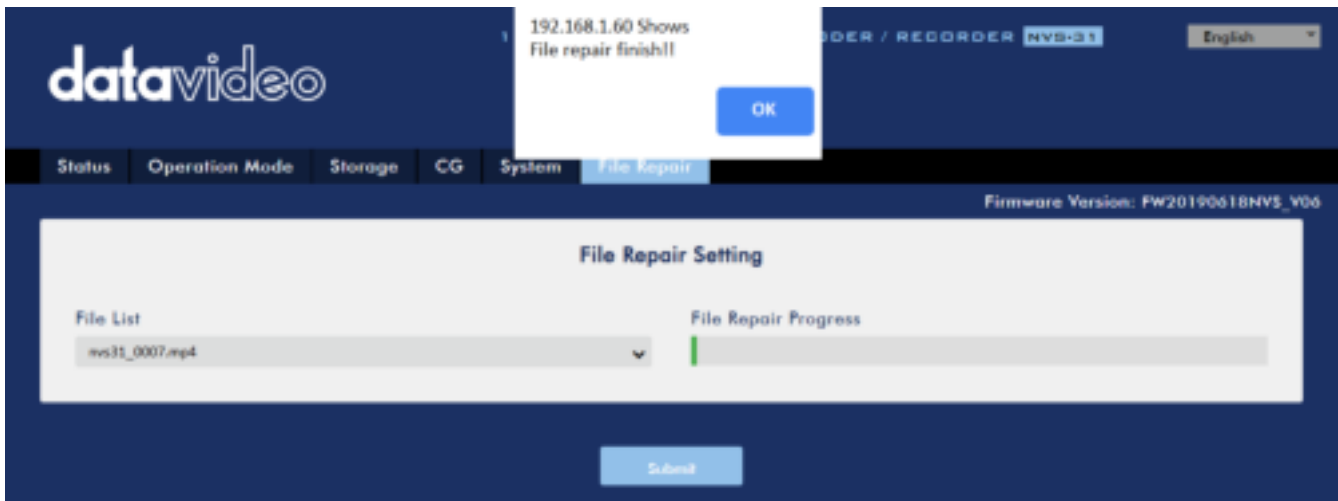 192.168.1.60 Shows
File repair finish!!
OK
datavideo
DER / RECORDER NVS-31
English
Status Operation Mode Storage CG System File Repair
Firmware Version: FW20190618NVS_V06
File Repair Setting
File List
File Repair Progress
nvs31_0007.mp4
Submit